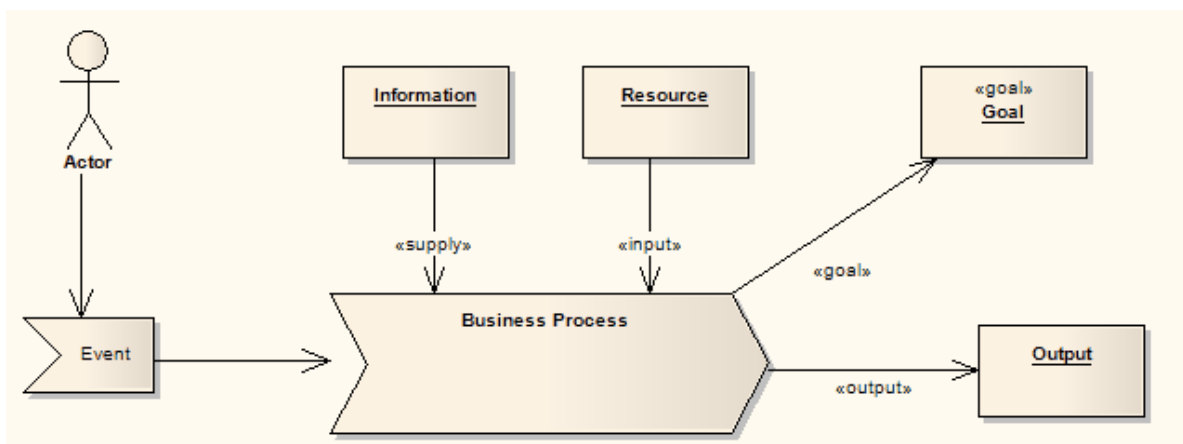 «goal»
Information
Resource
Goal
Actor
«supply»
«input»
«goal»
Business Process
Event
Output
«output»